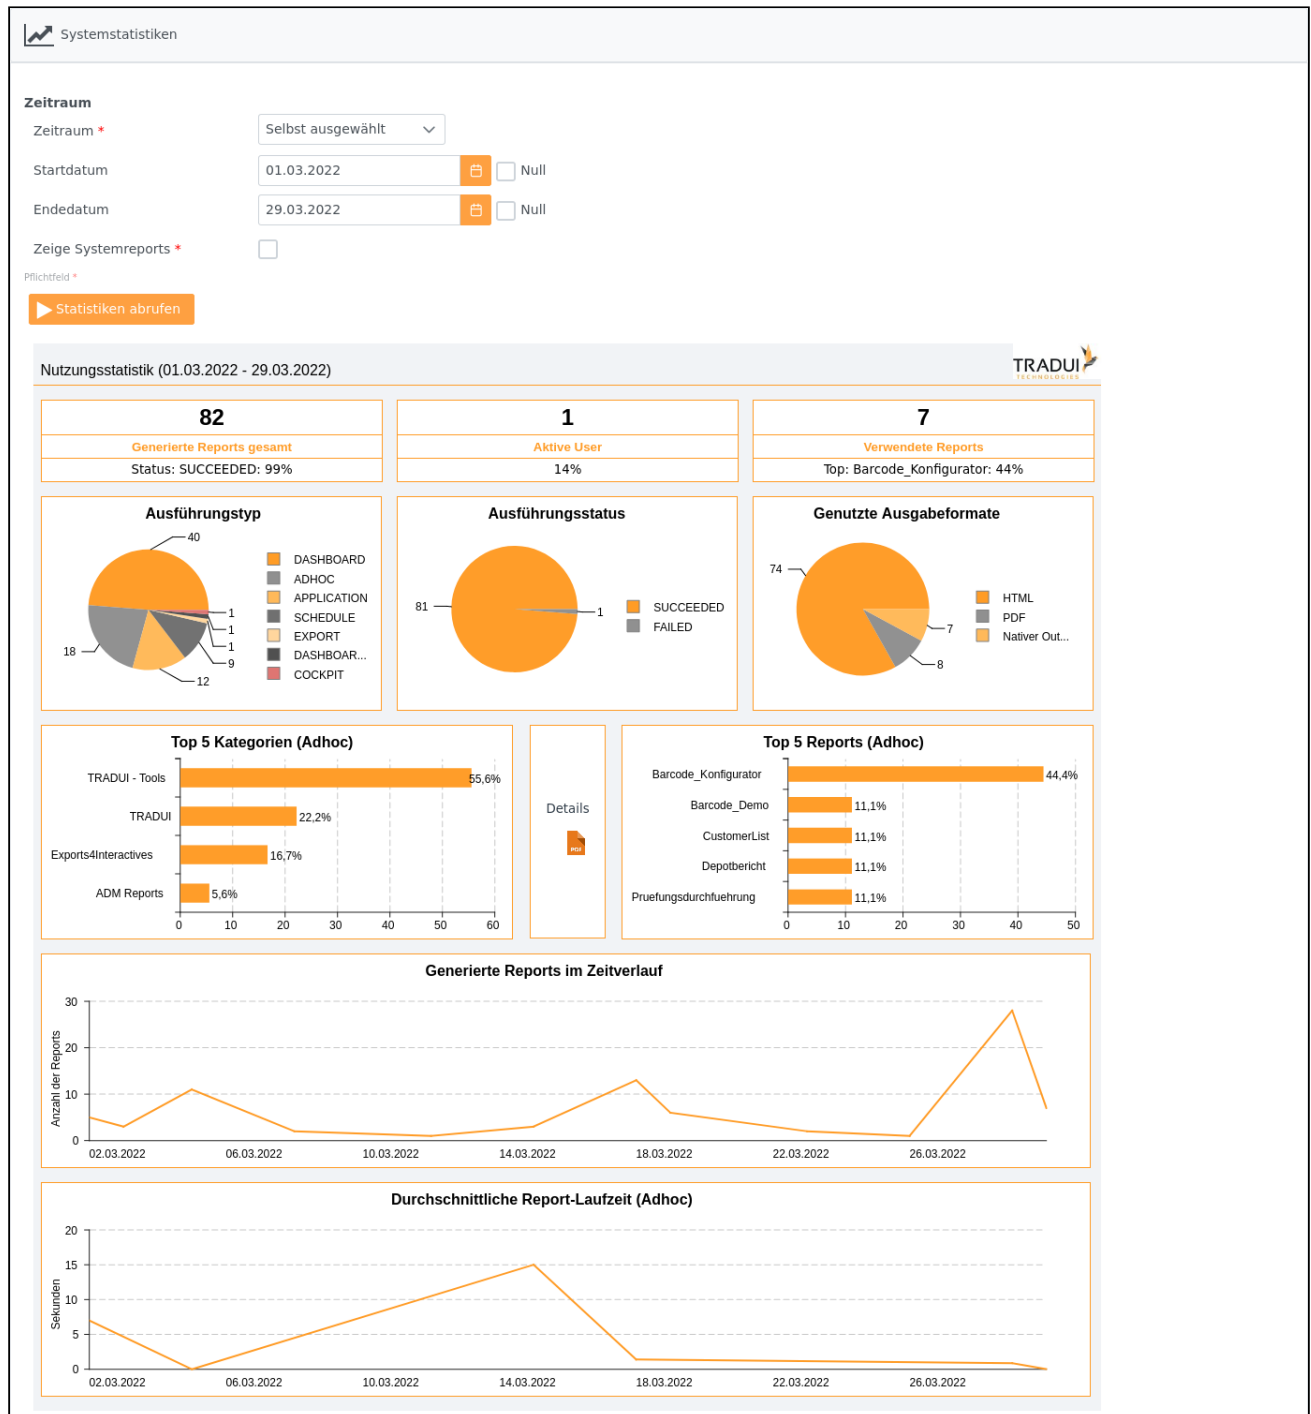 Systemstatistiken
Zeitraum
Zeitraum *
Selbst ausgewählt
Startdatum
01.03.2022
Null
Endedatum
29.03.2022
Null
Zeige Systemreports *
Pflichtfeld *
Statistiken abrufen
Nutzungsstatistik (01.03.2022 - 29.03.2022)
TRADUI
TECHNOLOGIES
82
Generierte Reports gesamt
Status: SUCCEEDED: 99%
1
Aktive User
14%
7
Verwendete Reports
Top: Barcode_Konfigurator: 44%
Ausführungstyp
40
18
12
9
1
1
1
DASHBOARD
ADHOC
APPLICATION
SCHEDULE
EXPORT
DASHBOAR...
COCKPIT
Ausführungsstatus
81
1
SUCCEEDED
FAILED
Genutzte Ausgabeformate
74
7
8
HTML
PDF
Nativer Out...
Top 5 Kategorien (Adhoc)
TRADUI - Tools
55,6%
TRADUI
22,2%
Exports4Interactives
16,7%
ADM Reports
5,6%
0 10 20 30 40 50 60
Details
PDF
Top 5 Reports (Adhoc)
Barcode_Konfigurator
44,4%
Barcode_Demo
11,1%
CustomerList
11,1%
Depotbericht
11,1%
Pruefungsdurchfuehrung
11,1%
0 10 20 30 40 50
Generierte Reports im Zeitverlauf
Anzahl der Reports
30
20
10
0
02.03.2022 06.03.2022 10.03.2022 14.03.2022 18.03.2022 22.03.2022 26.03.2022
Durchschnittliche Report-Laufzeit (Adhoc)
Sekunden
20
15
10
5
0
02.03.2022 06.03.2022 10.03.2022 14.03.2022 18.03.2022 22.03.2022 26.03.2022